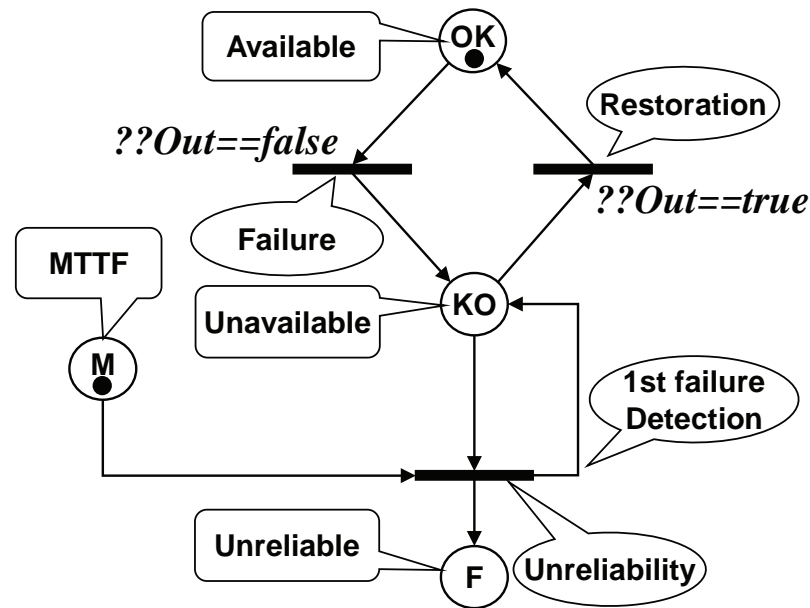 Available
OK
Restoration
??Out==false
??Out==true
Failure
MTTF
KO
Unavailable
M
1st failure
Detection
Unreliable
F
Unreliability